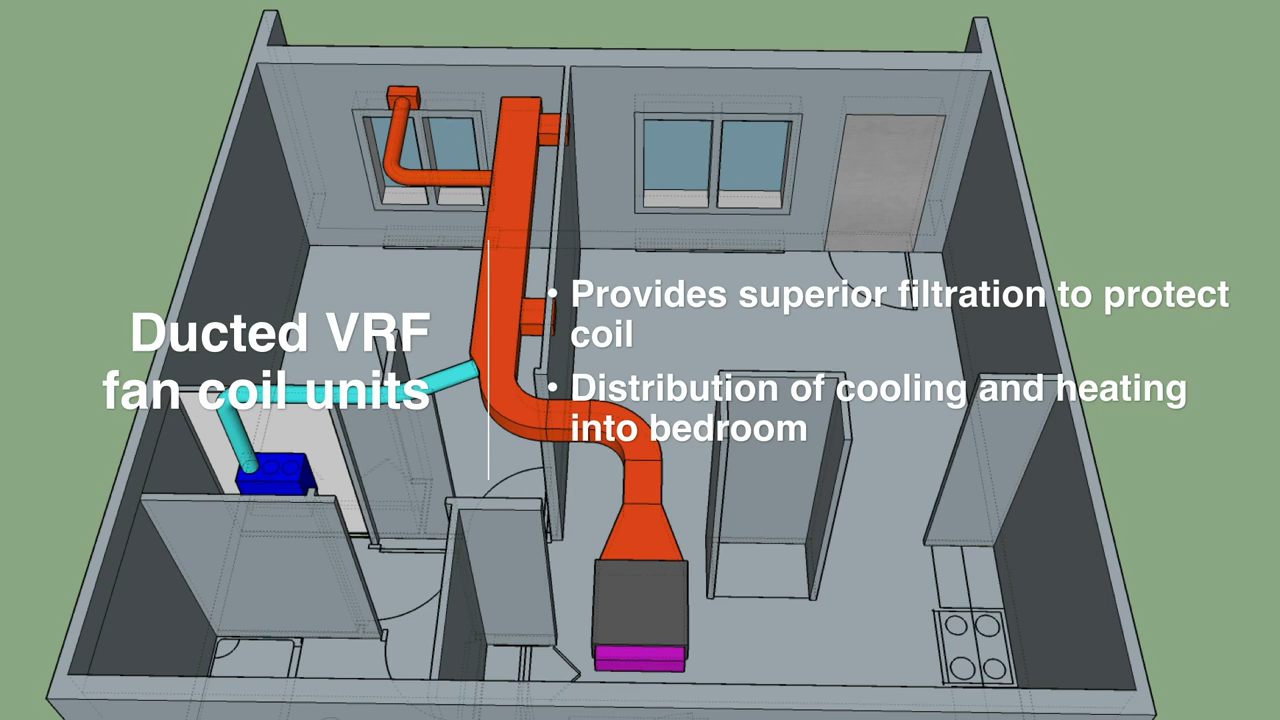 Ducted VRF
fan coil units
• Provides superior filtration to protect
coil
• Distribution of cooling and heating
into bedroom